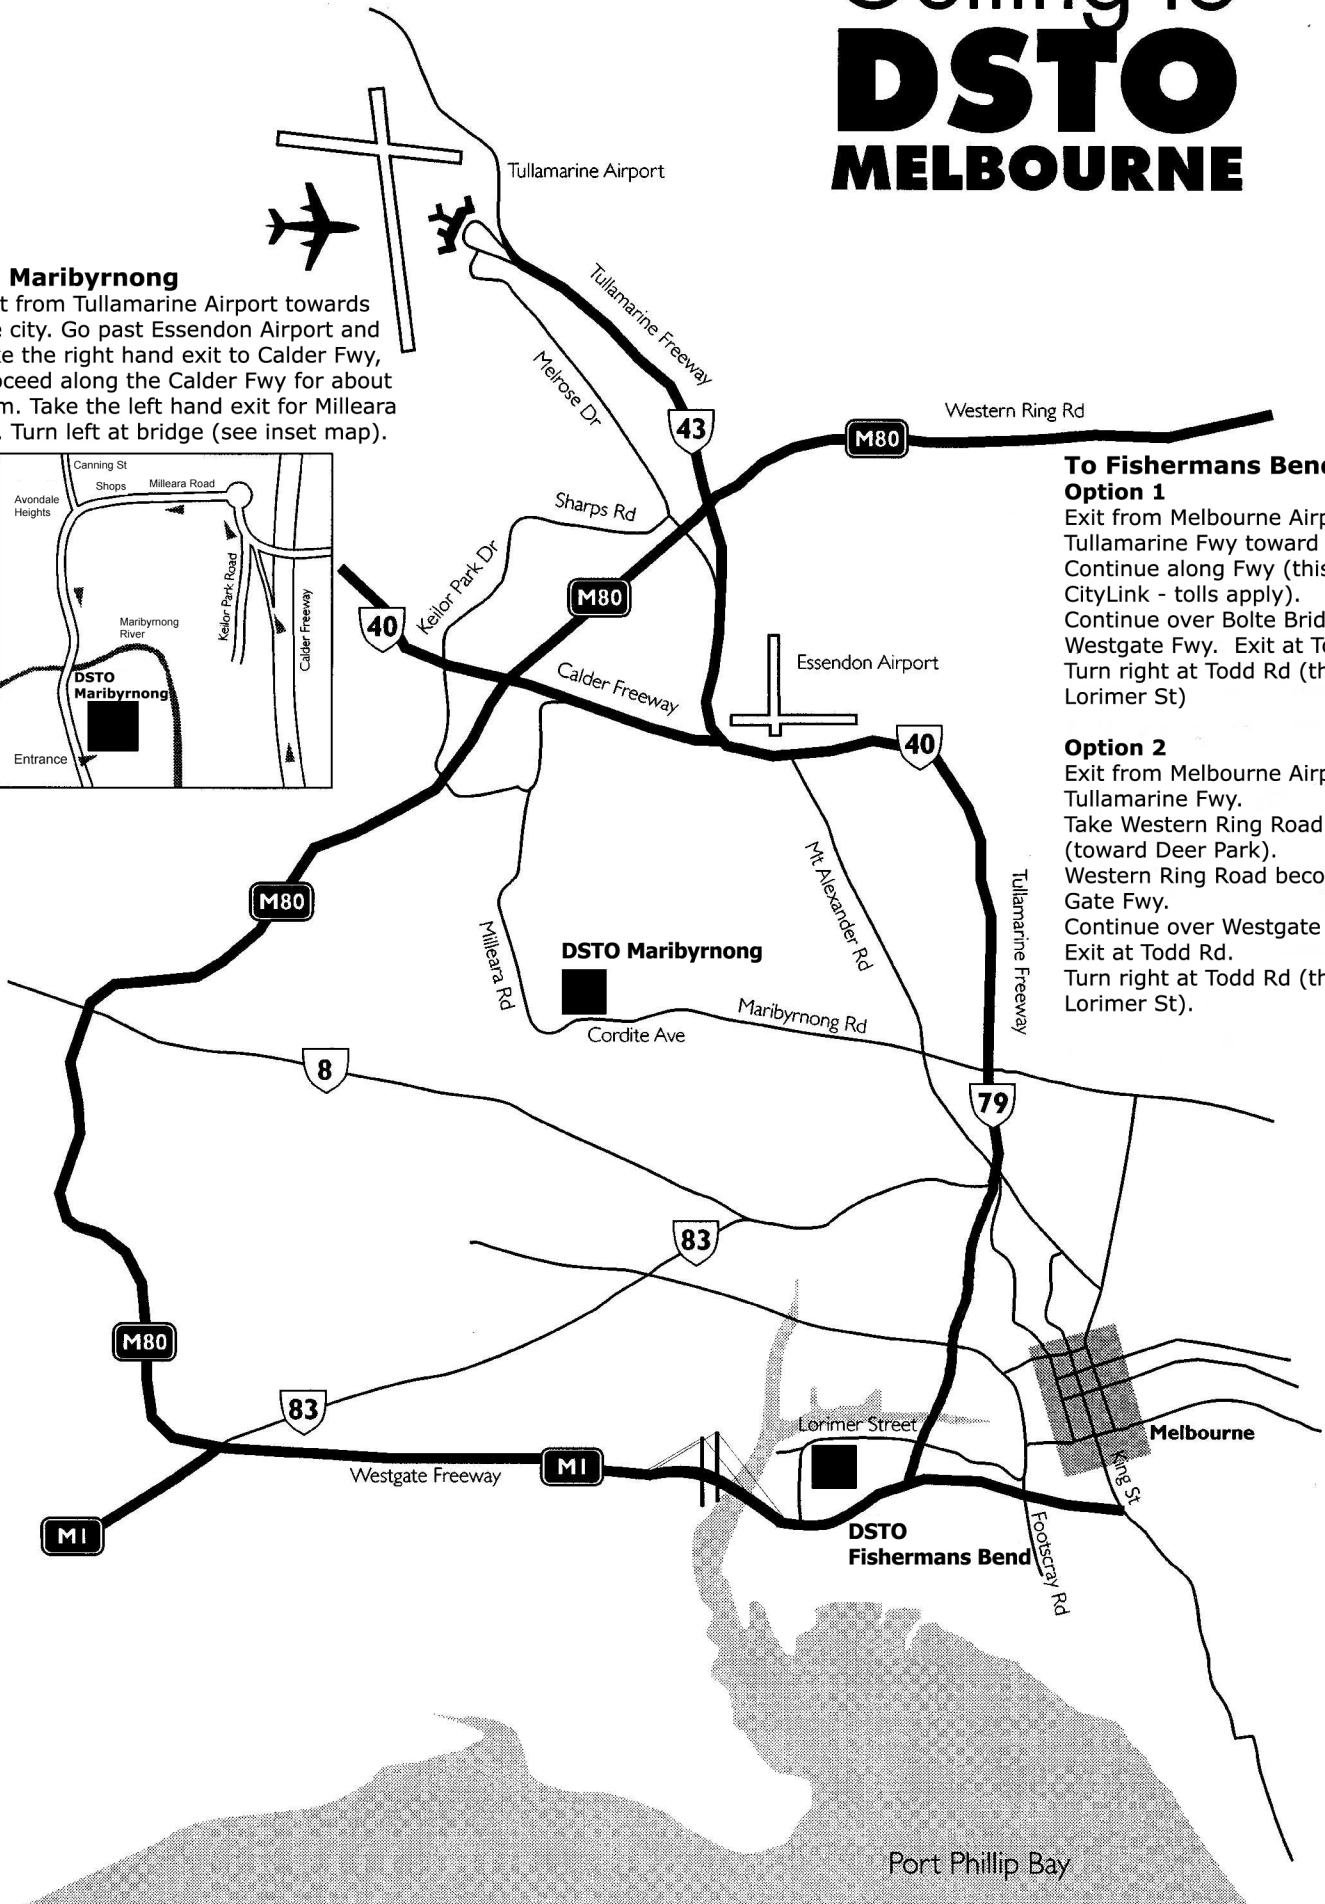 DSTO
MELBOURNE
Tullamarine Airport
Maribyrnong
from Tullamarine Airport towards
city. Go past Essendon Airport and
the right hand exit to Calder Fwy,
along the Calder Fwy for about
Take the left hand exit for Milleara
Turn left at bridge (see inset map).
Tullamarine Freeway
Melrose Dr
43
Western Ring Rd
M80
Canning St
Shops
Milleara Road
Avondale
Heights
Keilor Park Road
Calder Freeway
Maribyrnong
River
DSTO
Maribyrnong
Entrance
Sharps Rd
Keilor Park Dr
M80
40
Calder Freeway
Essendon Airport
40
To Fishermans
Option 1
Exit from Melbourne
Tullamarine Fwy toward
Continue along Fwy
CityLink - tolls apply).
Continue over Bolte
Westgate Fwy. Exit at
Turn right at Todd Rd
Lorimer St)
Option 2
Exit from Melbourne
Tullamarine Fwy.
Take Western Ring Road
(toward Deer Park).
Western Ring Road
Gate Fwy.
Continue over Westgate
Exit at Todd Rd.
Turn right at Todd Rd
Lorimer St).
Mt Alexander Rd
Tullamarine Freeway
M80
Milleara Rd
DSTO Maribyrnong
Maribyrnong Rd
Cordite Ave
8
79
83
M80
83
Lorimer Street
Melbourne
King St
M1
Westgate Freeway
M1
DSTO
Fishermans Bend
Footscray Rd
Port Phillip Bay